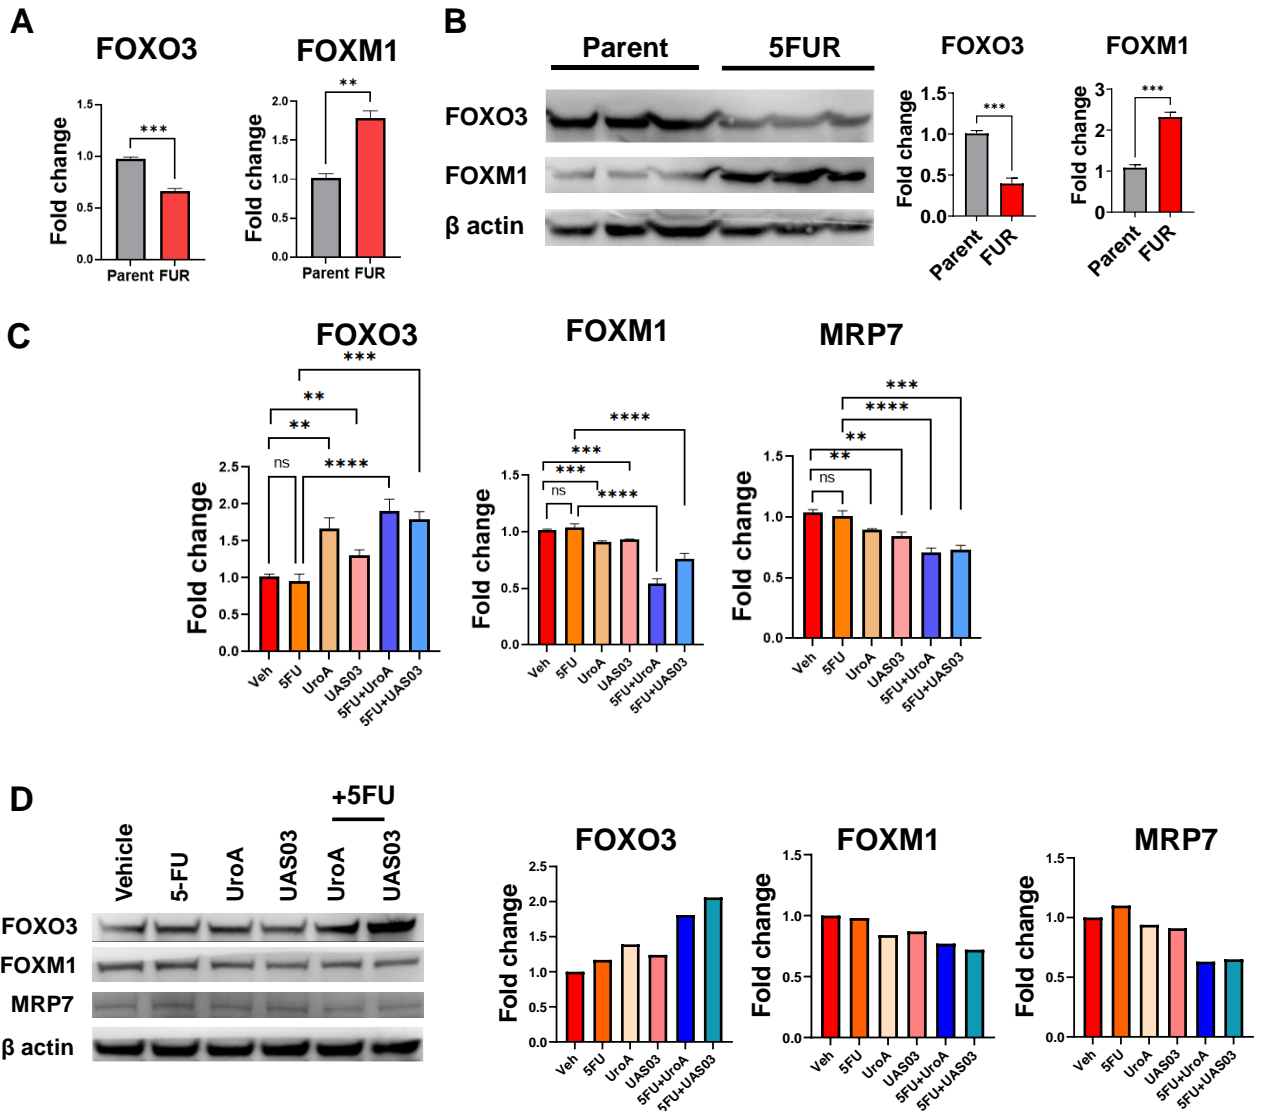 A
FOXO3
Fold change
1.5
1.0
0.5
0.0
***
Parent FUR
FOXM1
Fold change
2.0
1.5
1.0
0.5
0.0
**
Parent FUR
B
Parent 5FUR
FOXO3
FOXM1
β actin
FOXO3
Fold change
1.5
1.0
0.5
0.0
***
Parent
FUR
FOXM1
Fold change
3
2
1
0
***
Parent
FUR
C
FOXO3
***
**
**
ns
****
Fold change
2.5
2.0
1.5
1.0
0.5
0.0
Veh
5FU
UroA
UAS03
5FU+UroA
5FU+UAS03
FOXM1
****
***
***
ns
****
Fold change
1.5
1.0
0.5
0.0
Veh
5FU
UroA
UAS03
5FU+UroA
5FU+UAS03
MRP7
***
****
**
**
ns
Fold change
1.5
1.0
0.5
0.0
Veh
5FU
UroA
UAS03
5FU+UroA
5FU+UAS03
D
+5FU
Vehicle
5-FU
UroA
UAS03
UroA
UAS03
FOXO3
FOXM1
MRP7
β actin
FOXO3
Fold change
2.5
2.0
1.5
1.0
0.5
0.0
Veh
5FU
UroA
UAS03
5FU+UroA
5FU+UAS03
FOXM1
Fold change
1.5
1.0
0.5
0.0
Veh
5FU
UroA
UAS03
5FU+UroA
5FU+UAS03
MRP7
Fold change
1.5
1.0
0.5
0.0
Veh
5FU
UroA
UAS03
5FU+UroA
5FU+UAS03